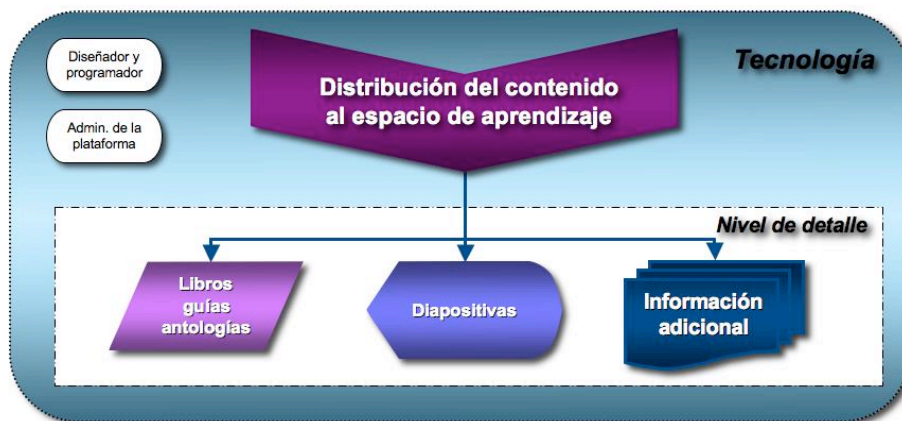 Diseñador y
programador
Tecnología
Distribución del contenido
al espacio de aprendizaje
Admin. de la
plataforma
Nivel de detalle
Libros
guías
antologías
Diapositivas
Información
adicional